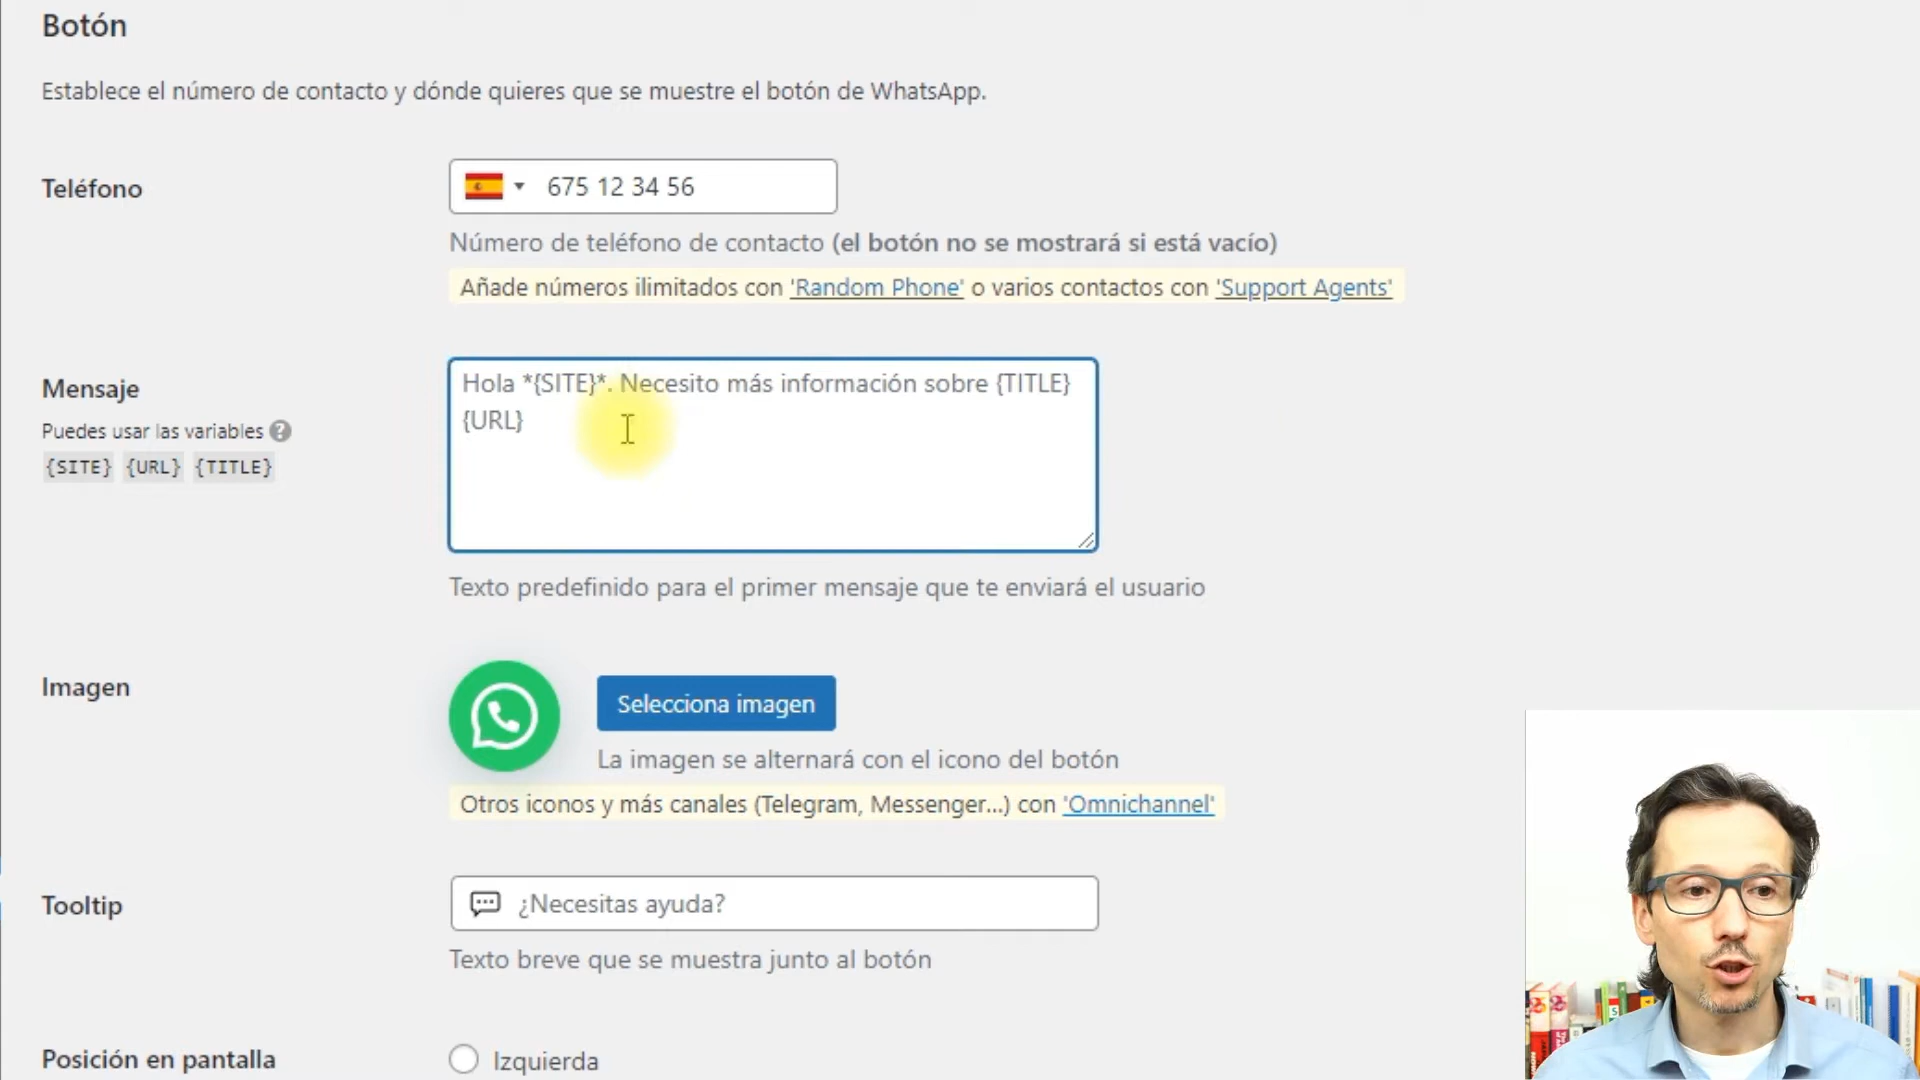 Botón
Establece el número de contacto y dónde quieres que se muestre el botón de WhatsApp.
Teléfono
675 12 34 56
Número de teléfono de contacto (el botón no se mostrará si está vacío)
Añade números ilimitados con 'Random Phone' o varios contactos con 'Support Agents'
Mensaje
Puedes usar las variables ?
{SITE} {URL} {TITLE}
Hola *{SITE}*. Necesito más información sobre {TITLE}
{URL}
Texto predefinido para el primer mensaje que te enviará el usuario
Imagen
Selecciona imagen
La imagen se alternará con el icono del botón
Otros iconos y más canales (Telegram, Messenger...) con 'Omnichannel'
Tooltip
¿Necesitas ayuda?
Texto breve que se muestra junto al botón
Posición en pantalla
Izquierda